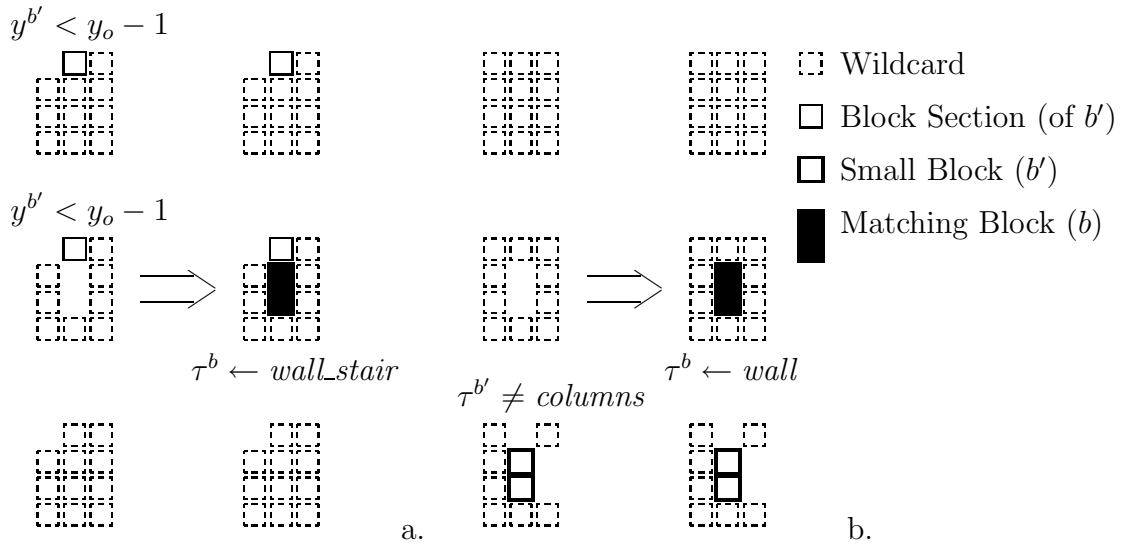 y^{b'} < y_o − 1
Wildcard
Block Section (of b')
Small Block (b')
Matching Block (b)
y^{b'} < y_o − 1
τ^b ← wall_stair
τ^b ← wall
τ^{b'} ≠ columns
a.
b.